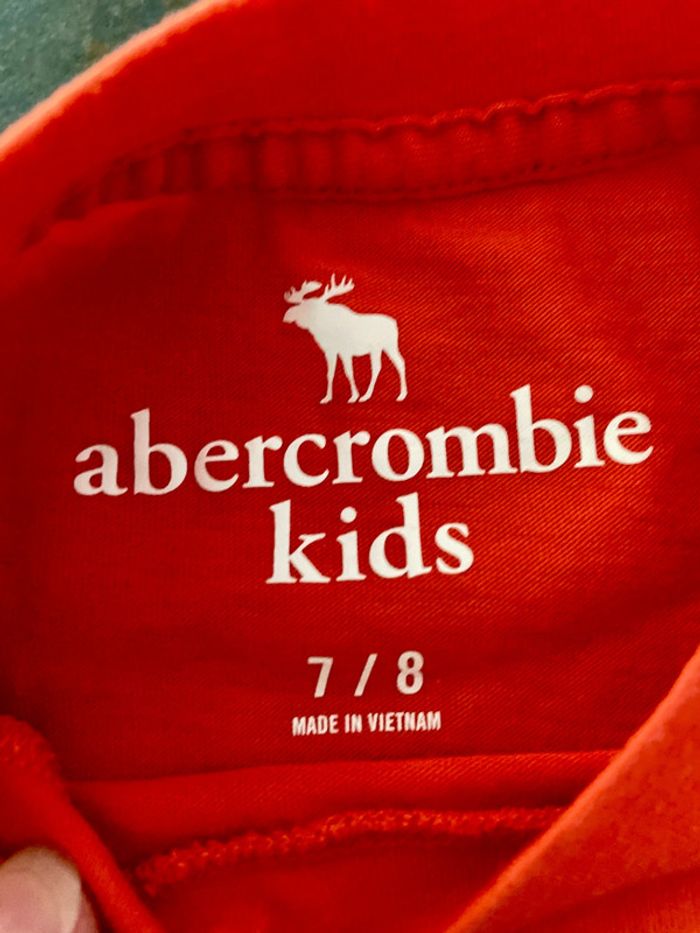 abercrombie
kids
7 / 8
MADE IN VIETNAM